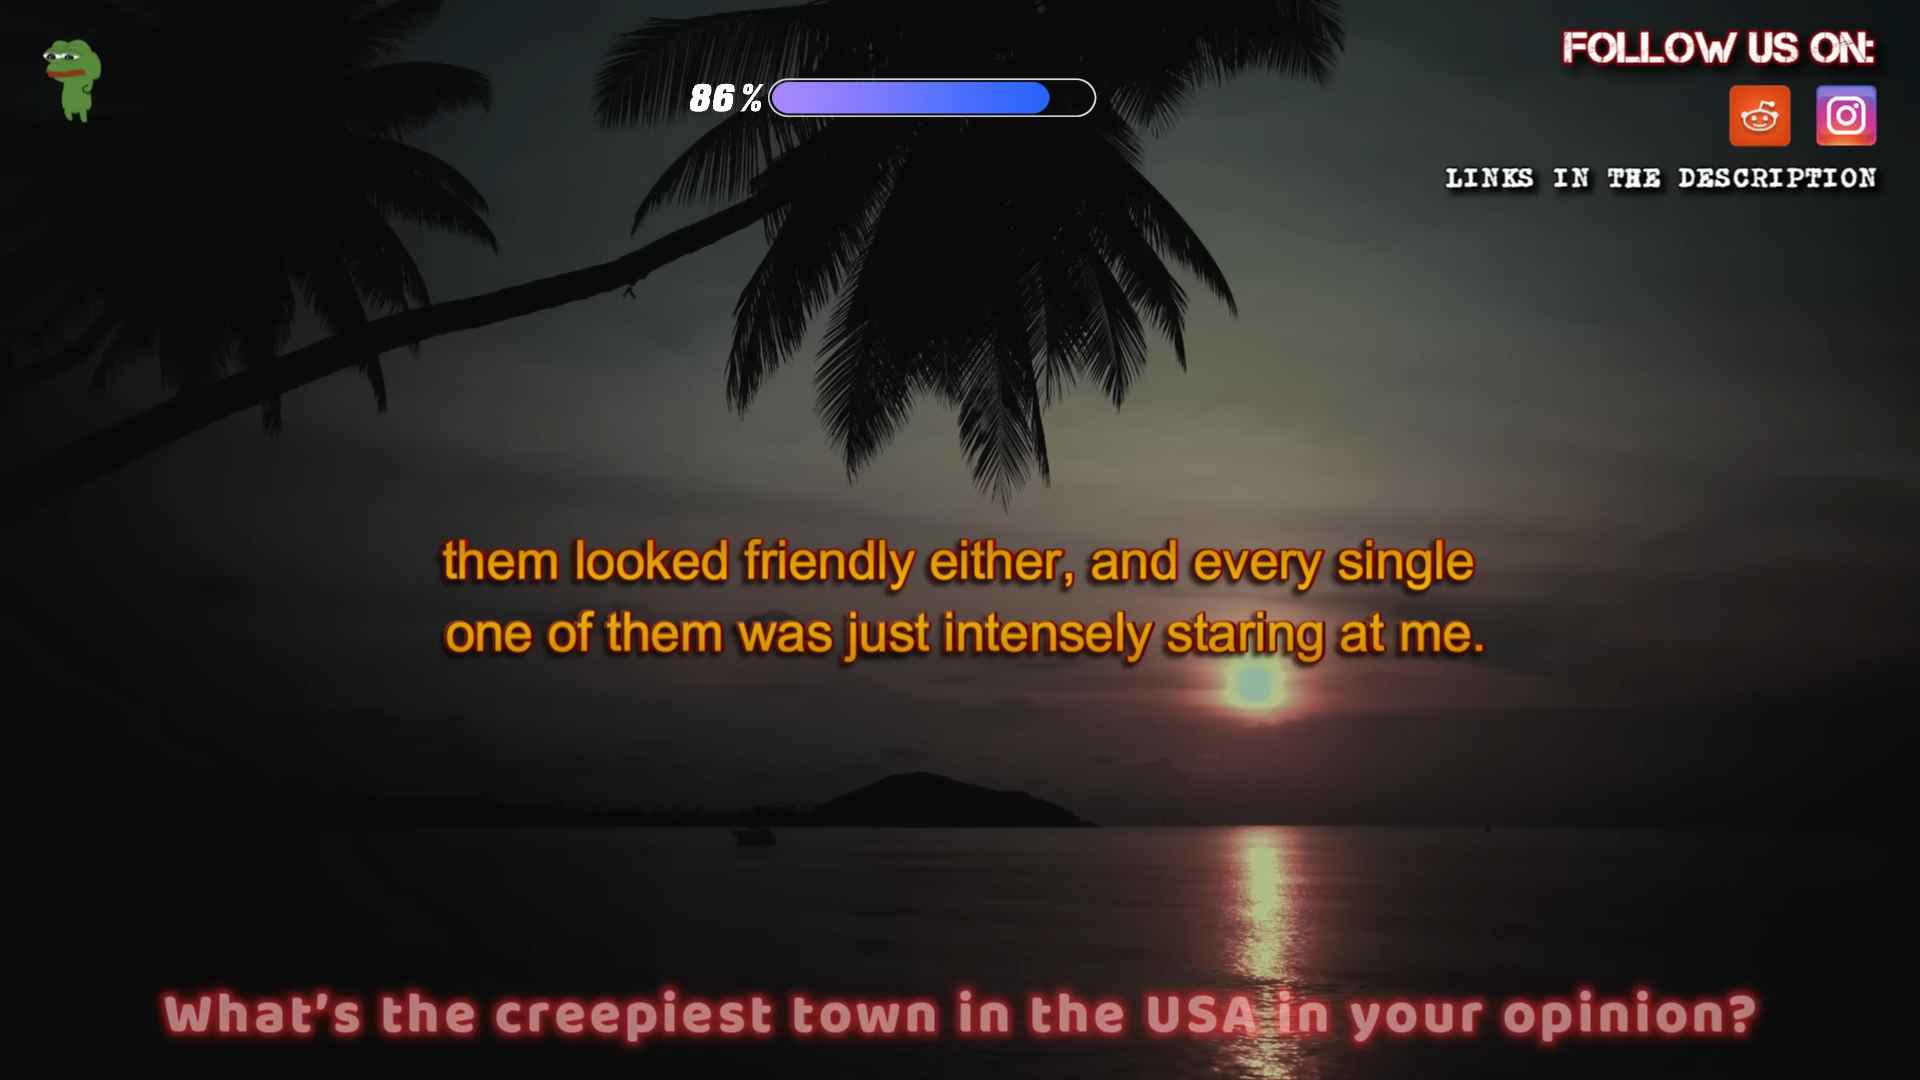 86%
FOLLOW US ON:
LINKS IN THE DESCRIPTION
them looked friendly either, and every single
one of them was just intensely staring at me.
What's the creepiest town in the USA in your opinion?